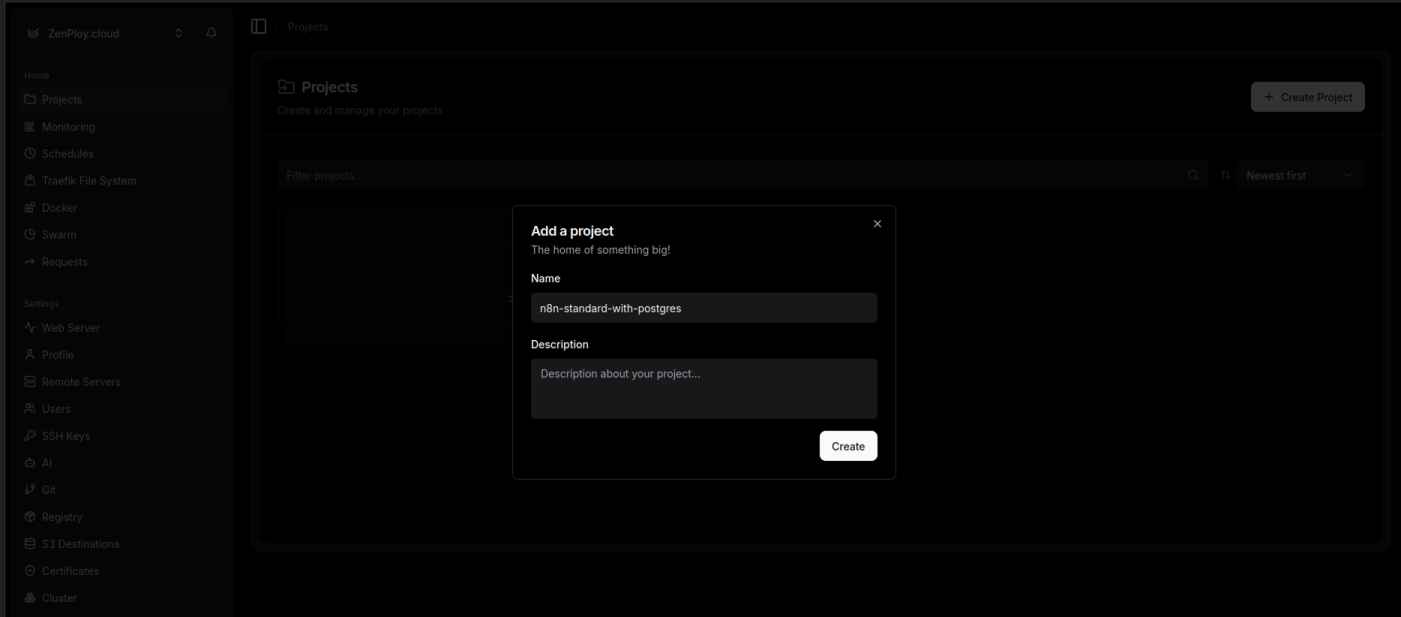 ZenPloy.cloud
Home
Projects
Monitoring
Schedules
Traefik File System
Docker
Swarm
Requests
Settings
Web Server
Profile
Remote Servers
Users
SSH Keys
AI
Git
Registry
S3 Destinations
Certificates
Cluster
Projects
Projects
Create and manage your projects
Create Project
Filter projects...
Newest first
Add a project
The home of something big!
Name
n8n-standard-with-postgres
Description
Description about your project...
Create